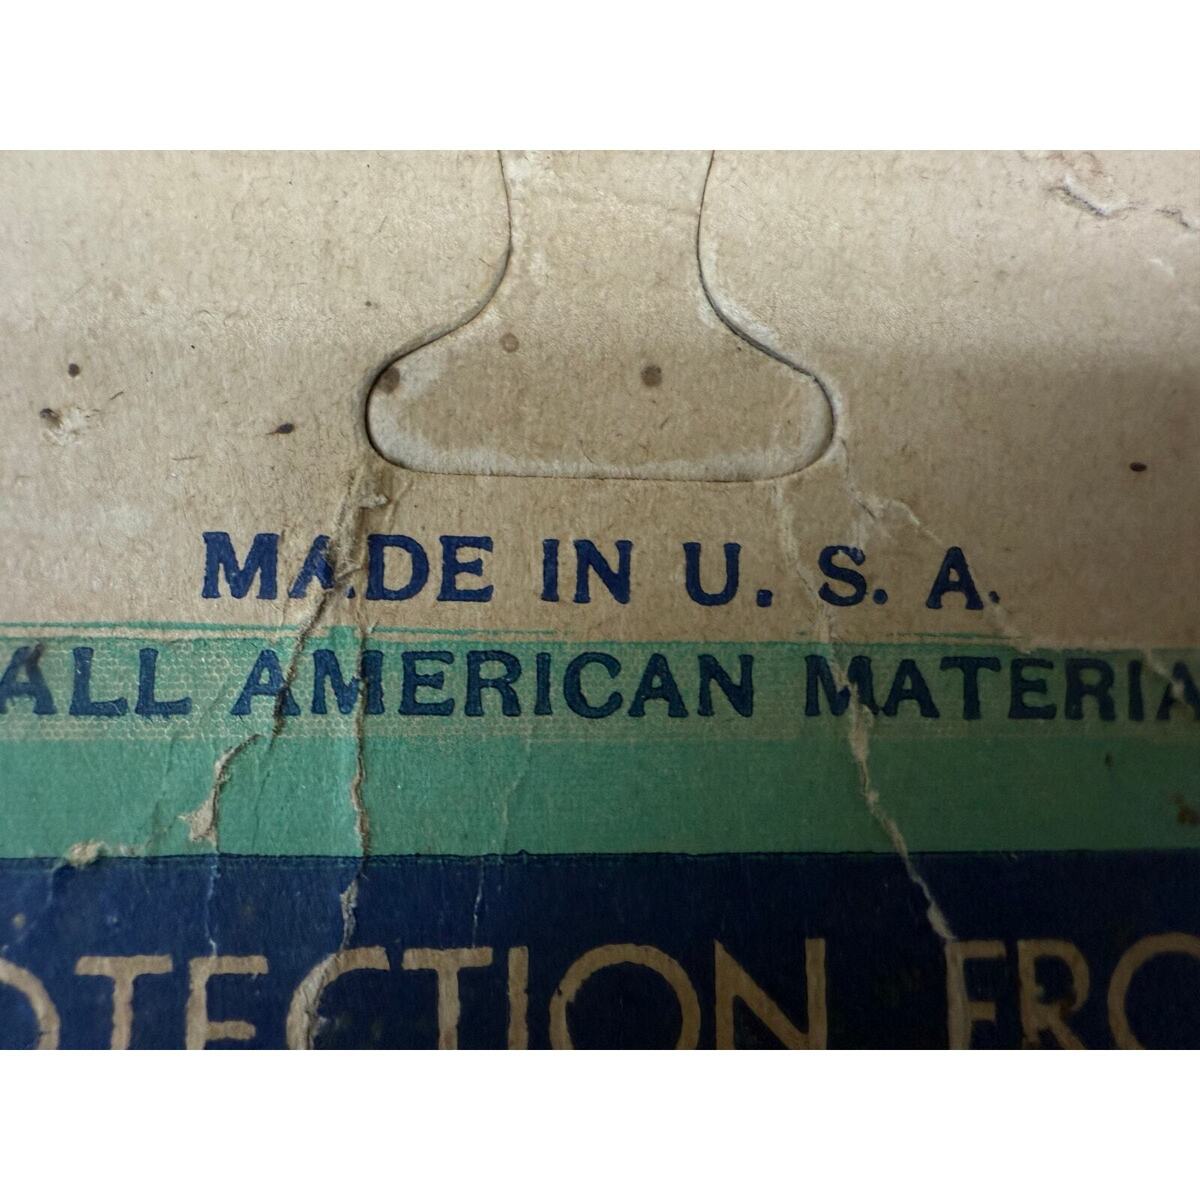 MADE IN U. S. A.
ALL AMERICAN MATERIA
OTECTION FRO